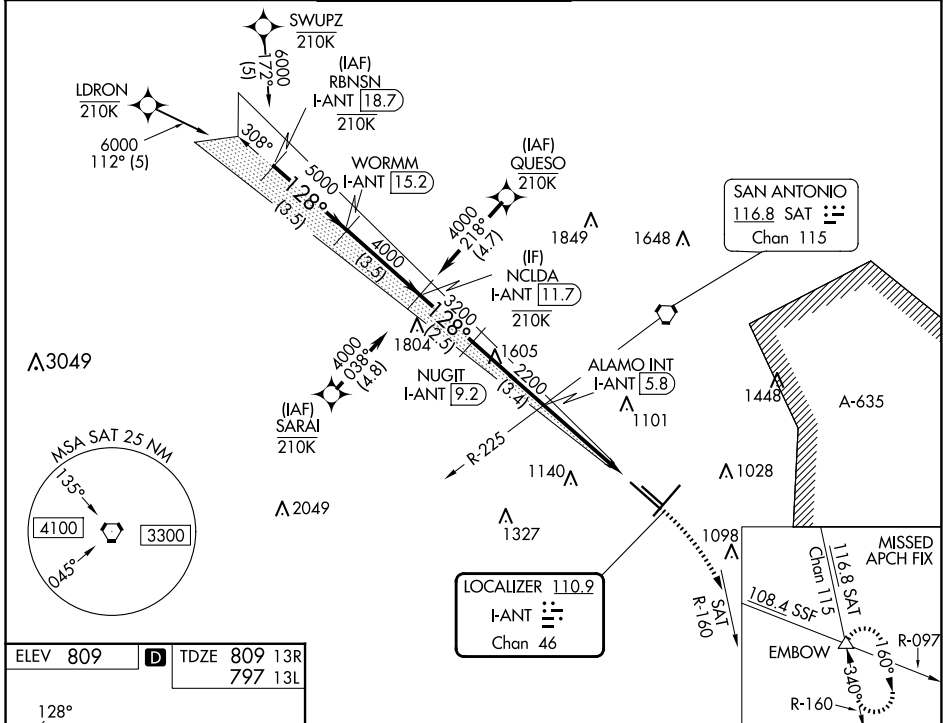 SWUPZ
210K
6000
172°
(5)
LDRON
210K
6000
112° (5)
(IAF)
RBNSN
I-ANT 18.7
210K
308°
128°
5000
(3.5)
WORMM
I-ANT 15.2
4000
(3.5)
(IAF)
QUESO
210K
4000
218°
(4.7)
(IF)
NCLDA
I-ANT 11.7
210K
128°
3200
(2.5)
1849
1648
SAN ANTONIO
116.8 SAT
Chan 115
3049
1804
1605
4000
038°
(4.8)
(IAF)
SARAI
210K
NUGIT
I-ANT 9.2
2200
(3.4)
ALAMO INT
I-ANT 5.8
R-225
1101
1448
A-635
MSA SAT 25 NM
135°
4100
3300
045°
2049
1140
1028
1327
1098
SAT
R-160
LOCALIZER 110.9
I-ANT
Chan 46
MISSED
APCH FIX
116.8 SAT
Chan 115
108.4 SSF
EMBOW
R-097
160°
340°
R-160
ELEV 809
D
TDZE 809 13R
797 13L
128°